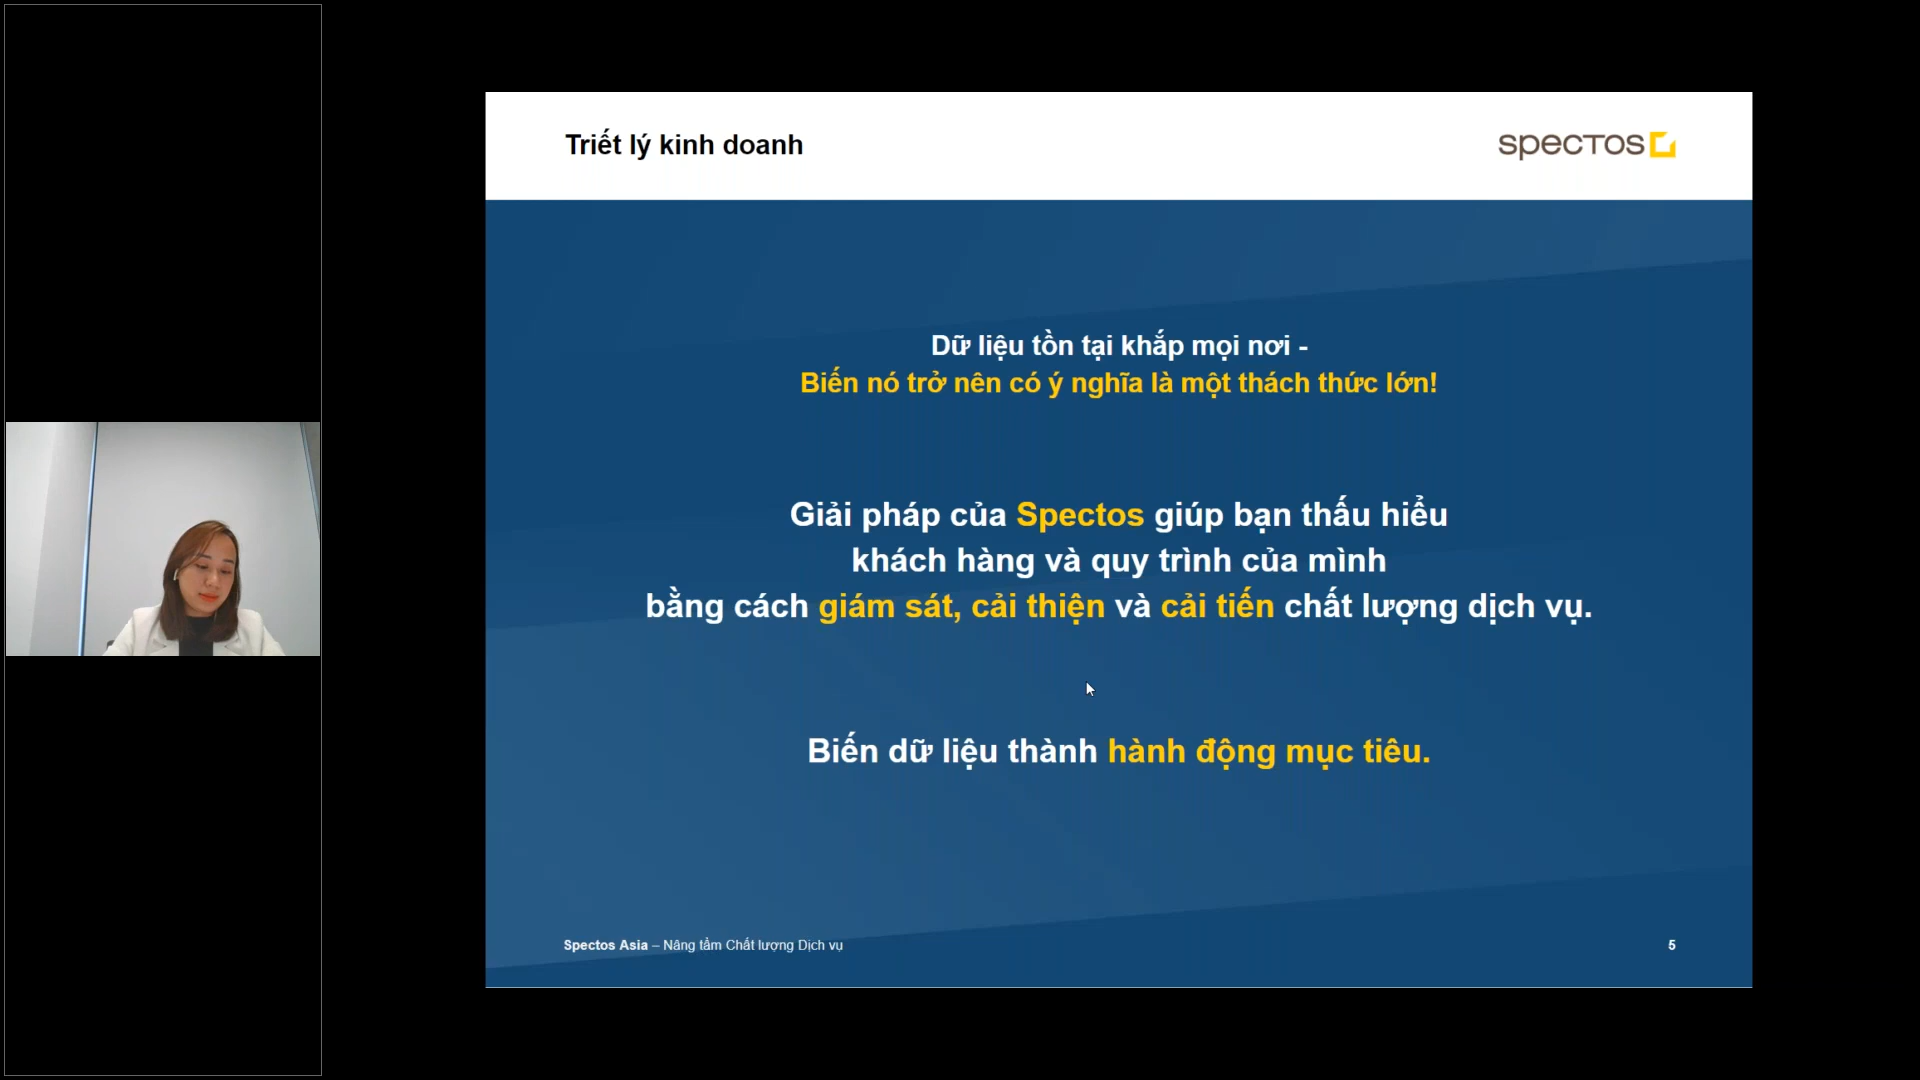 Triết lý kinh doanh
spectos
Dữ liệu tồn tại khắp mọi nơi -
Biến nó trở nên có ý nghĩa là một thách thức lớn!
Giải pháp của Spectos giúp bạn thấu hiểu
khách hàng và quy trình của mình
bằng cách giám sát, cải thiện và cải tiến chất lượng dịch vụ.
Biến dữ liệu thành hành động mục tiêu.
Spectos Asia – Nâng tầm Chất lượng Dịch vụ
5